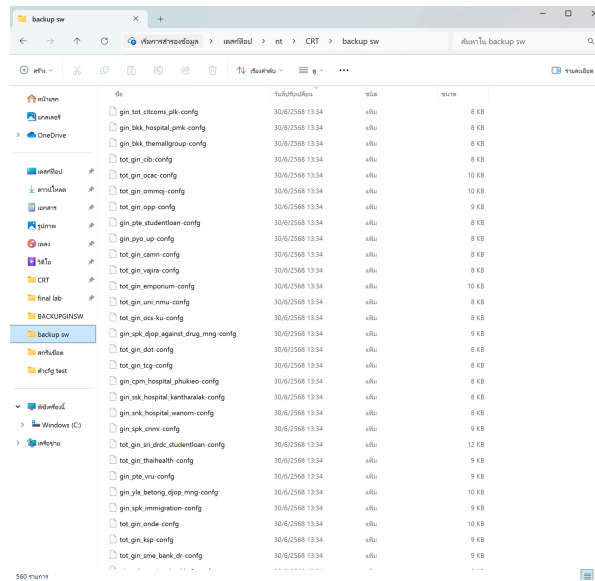 backup sw
เริ่มการสำรองข้อมูล > เดสก์ท็อป > nt > CRT > backup sw
ค้นหาใน backup sw
สร้าง
เรียงลำดับ
ดู
รายละเอียด
ชื่อ วันที่ปรับเปลี่ยน ชนิด ขนาด
หน้าแรก
แกลเลอรี
OneDrive
เดสก์ท็อป
ดาวน์โหลด
เอกสาร
รูปภาพ
เพลง
วิดีโอ
CRT
final lab
BACKUPGINSW
backup sw
สกรีนช็อต
ตัวcfg test
พีซีเครื่องนี้
Windows (C:)
เครือข่าย
gin_tot_citcoms_plk-confg 30/6/2568 13:34 แฟ้ม 8 KB
gin_bkk_hospital_pmk-confg 30/6/2568 13:34 แฟ้ม 8 KB
gin_bkk_themallgroup-confg 30/6/2568 13:34 แฟ้ม 8 KB
tot_gin_cib-confg 30/6/2568 13:34 แฟ้ม 8 KB
tot_gin_ocac-confg 30/6/2568 13:34 แฟ้ม 10 KB
tot_gin_ommoj-confg 30/6/2568 13:34 แฟ้ม 10 KB
tot_gin_opp-confg 30/6/2568 13:34 แฟ้ม 9 KB
gin_pte_studentloan-confg 30/6/2568 13:34 แฟ้ม 8 KB
gin_pyo_up-confg 30/6/2568 13:34 แฟ้ม 8 KB
tot_gin_camri-confg 30/6/2568 13:34 แฟ้ม 8 KB
tot_gin_vajira-confg 30/6/2568 13:34 แฟ้ม 8 KB
tot_gin_emporium-confg 30/6/2568 13:34 แฟ้ม 10 KB
tot_gin_uni_nmu-confg 30/6/2568 13:34 แฟ้ม 8 KB
tot_gin_ocs-ku-confg 30/6/2568 13:34 แฟ้ม 8 KB
gin_spk_djop_against_drug_mng-confg 30/6/2568 13:34 แฟ้ม 9 KB
tot_gin_dot-confg 30/6/2568 13:34 แฟ้ม 8 KB
tot_gin_tcg-confg 30/6/2568 13:34 แฟ้ม 8 KB
gin_cpm_hospital_phukieo-confg 30/6/2568 13:34 แฟ้ม 8 KB
gin_ssk_hospital_kantharalak-confg 30/6/2568 13:34 แฟ้ม 8 KB
gin_snk_hospital_wanorn-confg 30/6/2568 13:34 แฟ้ม 8 KB
gin_spk_cnmi-confg 30/6/2568 13:34 แฟ้ม 9 KB
tot_gin_sri_drdc_studentloan-confg 30/6/2568 13:34 แฟ้ม 12 KB
tot_gin_thaihealth-confg 30/6/2568 13:34 แฟ้ม 9 KB
gin_pte_vru-confg 30/6/2568 13:34 แฟ้ม 9 KB
gin_yla_betong_djop_mng-confg 30/6/2568 13:34 แฟ้ม 10 KB
gin_spk_immigration-confg 30/6/2568 13:34 แฟ้ม 9 KB
tot_gin_onde-confg 30/6/2568 13:34 แฟ้ม 10 KB
tot_gin_ksp-confg 30/6/2568 13:34 แฟ้ม 9 KB
tot_gin_sme_bank_dr-confg 30/6/2568 13:34 แฟ้ม 9 KB
560 รายการ